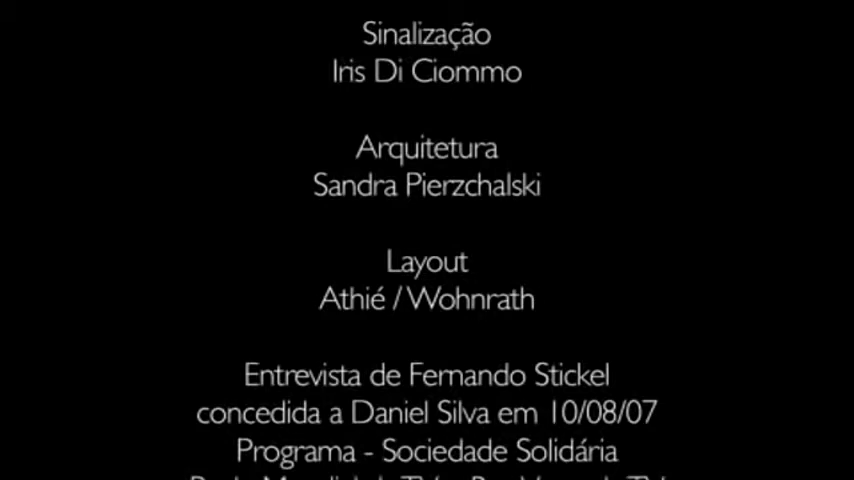 Sinalização
Iris Di Ciommo
Arquitetura
Sandra Pierzchalski
Layout
Athié / Wohnrath
Entrevista de Fernando Stickel
concedida a Daniel Silva em 10/08/07
Programa - Sociedade Solidária